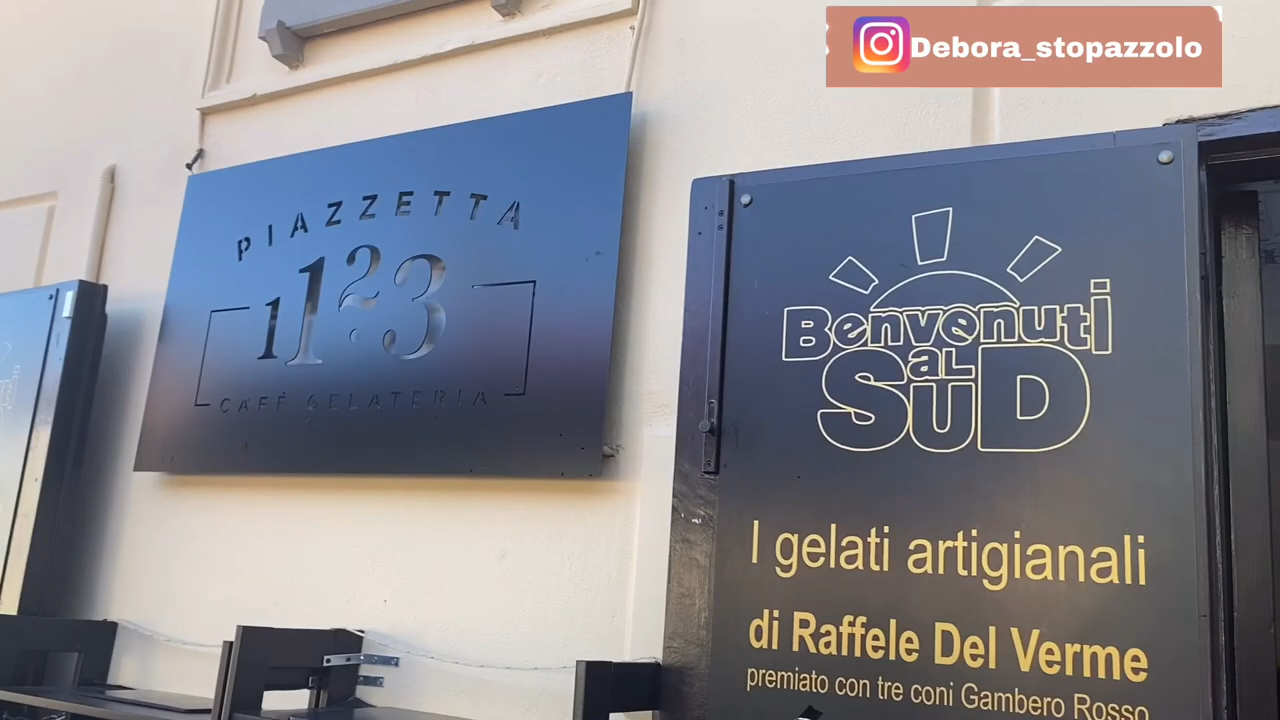 Debora_stopazzolo
PIAZZETTA
1123
CAFÈ GELATERIA
Benvenuti
aL
SuD
I gelati artigianali
di Raffele Del Verme
premiato con tre coni Gambero Rosso